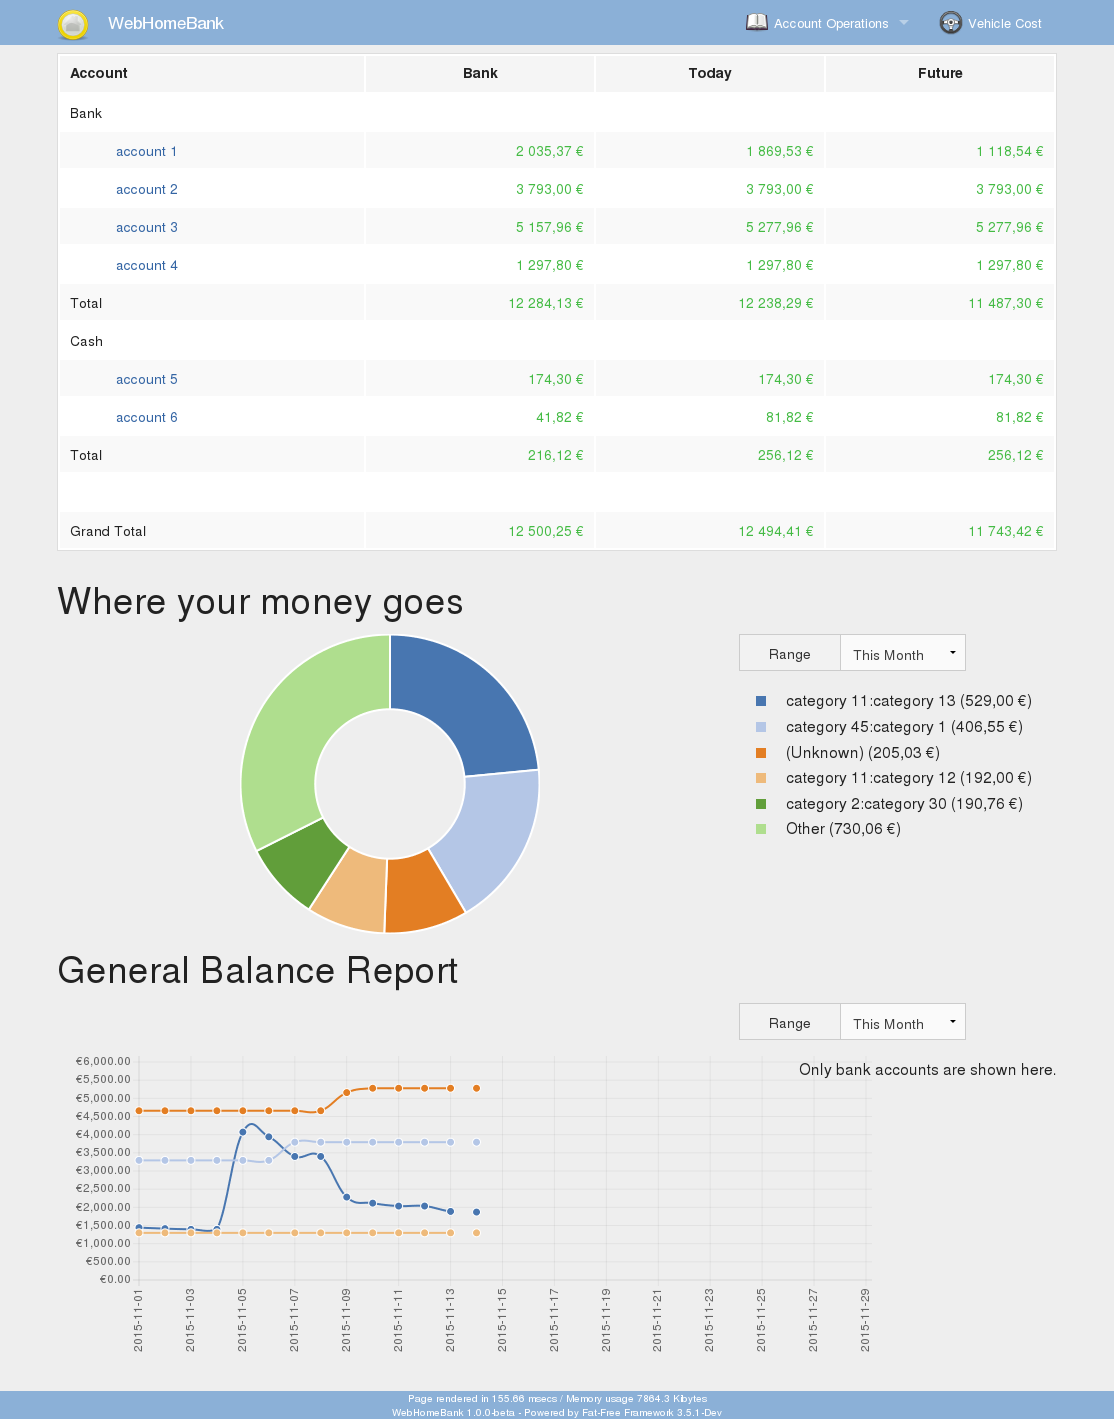 WebHomeBank Account Operations Vehicle Cost
Account Bank Today Future
Bank
account 1 2 035,37 € 1 869,53 € 1 118,54 €
account 2 3 793,00 € 3 793,00 € 3 793,00 €
account 3 5 157,96 € 5 277,96 € 5 277,96 €
account 4 1 297,80 € 1 297,80 € 1 297,80 €
Total 12 284,13 € 12 238,29 € 11 487,30 €
Cash
account 5 174,30 € 174,30 € 174,30 €
account 6 41,82 € 81,82 € 81,82 €
Total 216,12 € 256,12 € 256,12 €
Grand Total 12 500,25 € 12 494,41 € 11 743,42 €
Where your money goes
Range This Month
category 11:category 13 (529,00 €)
category 45:category 1 (406,55 €)
(Unknown) (205,03 €)
category 11:category 12 (192,00 €)
category 2:category 30 (190,76 €)
Other (730,06 €)
General Balance Report
Range This Month
Only bank accounts are shown here.
€6,000.00
€5,500.00
€5,000.00
€4,500.00
€4,000.00
€3,500.00
€3,000.00
€2,500.00
€2,000.00
€1,500.00
€1,000.00
€500.00
€0.00
2015-11-01
2015-11-03
2015-11-05
2015-11-07
2015-11-09
2015-11-11
2015-11-13
2015-11-15
2015-11-17
2015-11-19
2015-11-21
2015-11-23
2015-11-25
2015-11-27
2015-11-29
Page rendered in 155.66 msecs / Memory usage 7864.3 Kibytes
WebHomeBank 1.0.0-beta - Powered by Fat-Free Framework 3.5.1-Dev